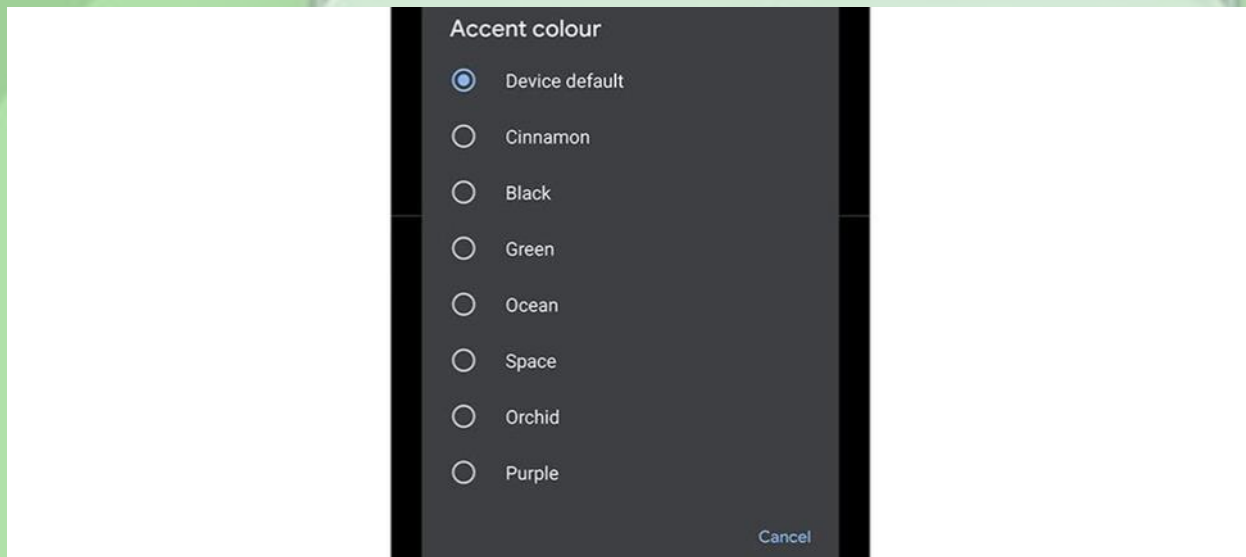 Accent colour
Device default
Cinnamon
Black
Green
Ocean
Space
Orchid
Purple
Cancel